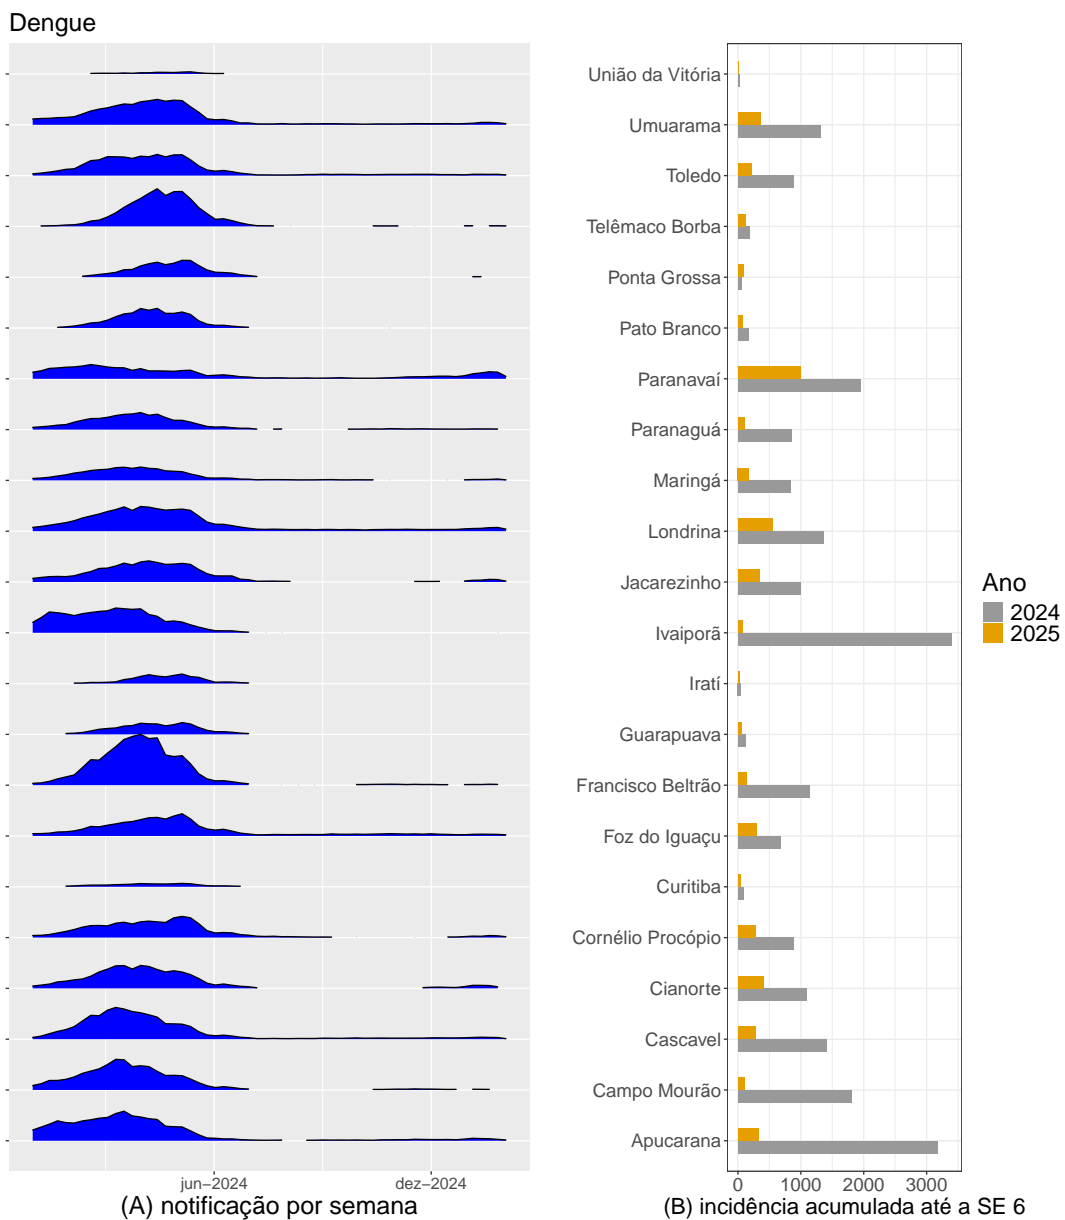 Dengue
União da Vitória
Umuarama
Toledo
Telêmaco Borba
Ponta Grossa
Pato Branco
Paranavaí
Paranaguá
Maringá
Londrina
Jacarezinho
Ivaiporã
Iratí
Guarapuava
Francisco Beltrão
Foz do Iguaçu
Curitiba
Cornélio Procópio
Cianorte
Cascavel
Campo Mourão
Apucarana
Ano
2024
2025
jun−2024 dez−2024
0 1000 2000 3000
(A) notificação por semana
(B) incidência acumulada até a SE 6